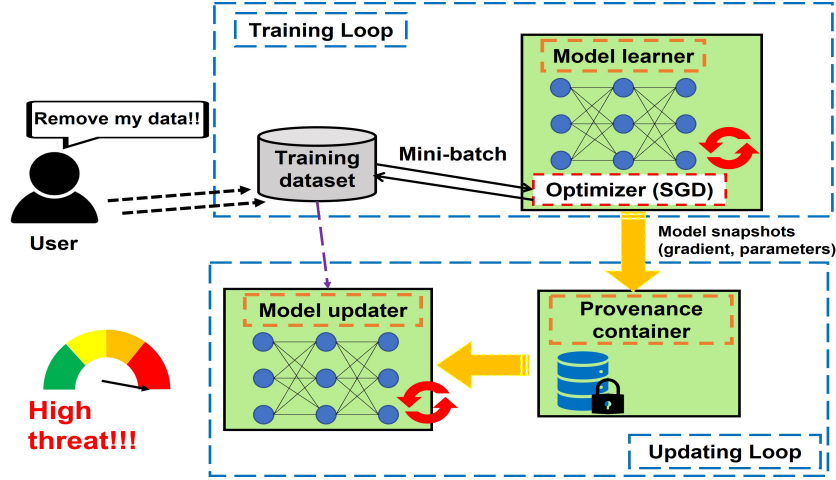 Training Loop
Model learner
Remove my data!!
Training
dataset
Mini-batch
Optimizer (SGD)
User
Model snapshots
(gradient, parameters)
Model updater
Provenance
container
High
threat!!!
Updating Loop